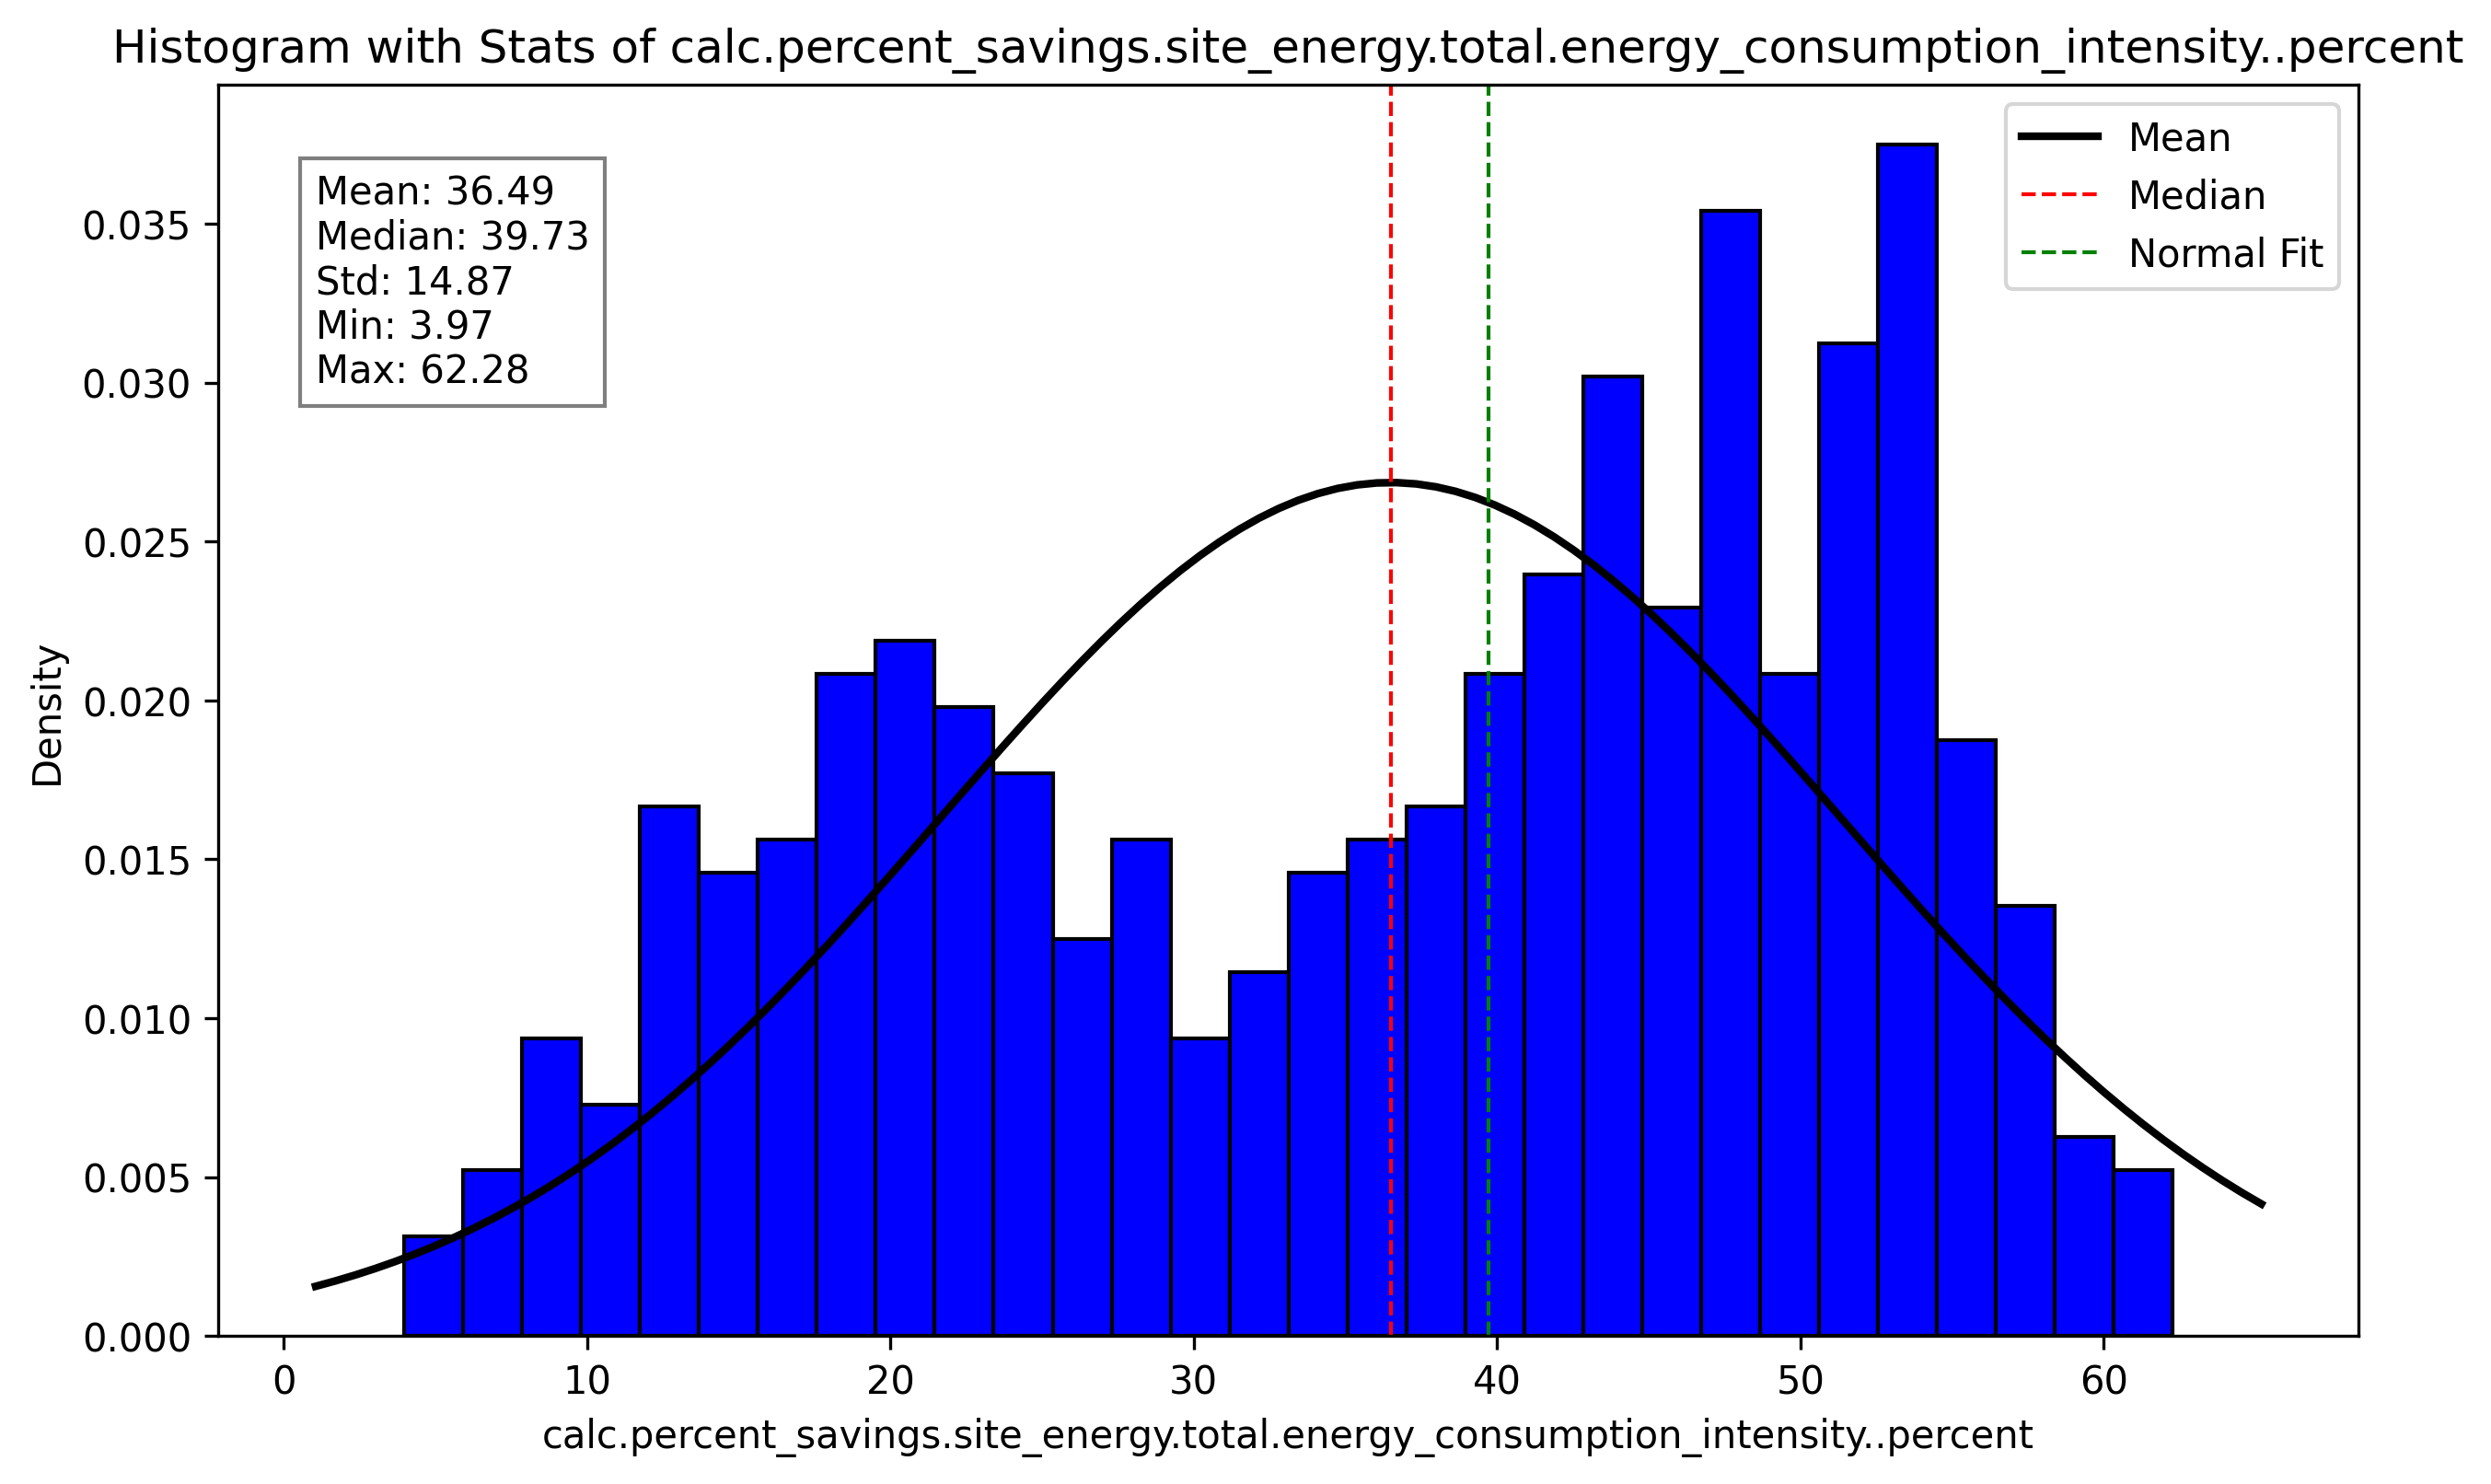 Histogram with Stats of calc.percent_savings.site_energy.total.energy_consumption_intensity..percent
Mean: 36.49
Median: 39.73
Std: 14.87
Min: 3.97
Max: 62.28
Mean
Median
Normal Fit
Density
0.035
0.030
0.025
0.020
0.015
0.010
0.005
0.000
0 10 20 30 40 50 60
calc.percent_savings.site_energy.total.energy_consumption_intensity..percent